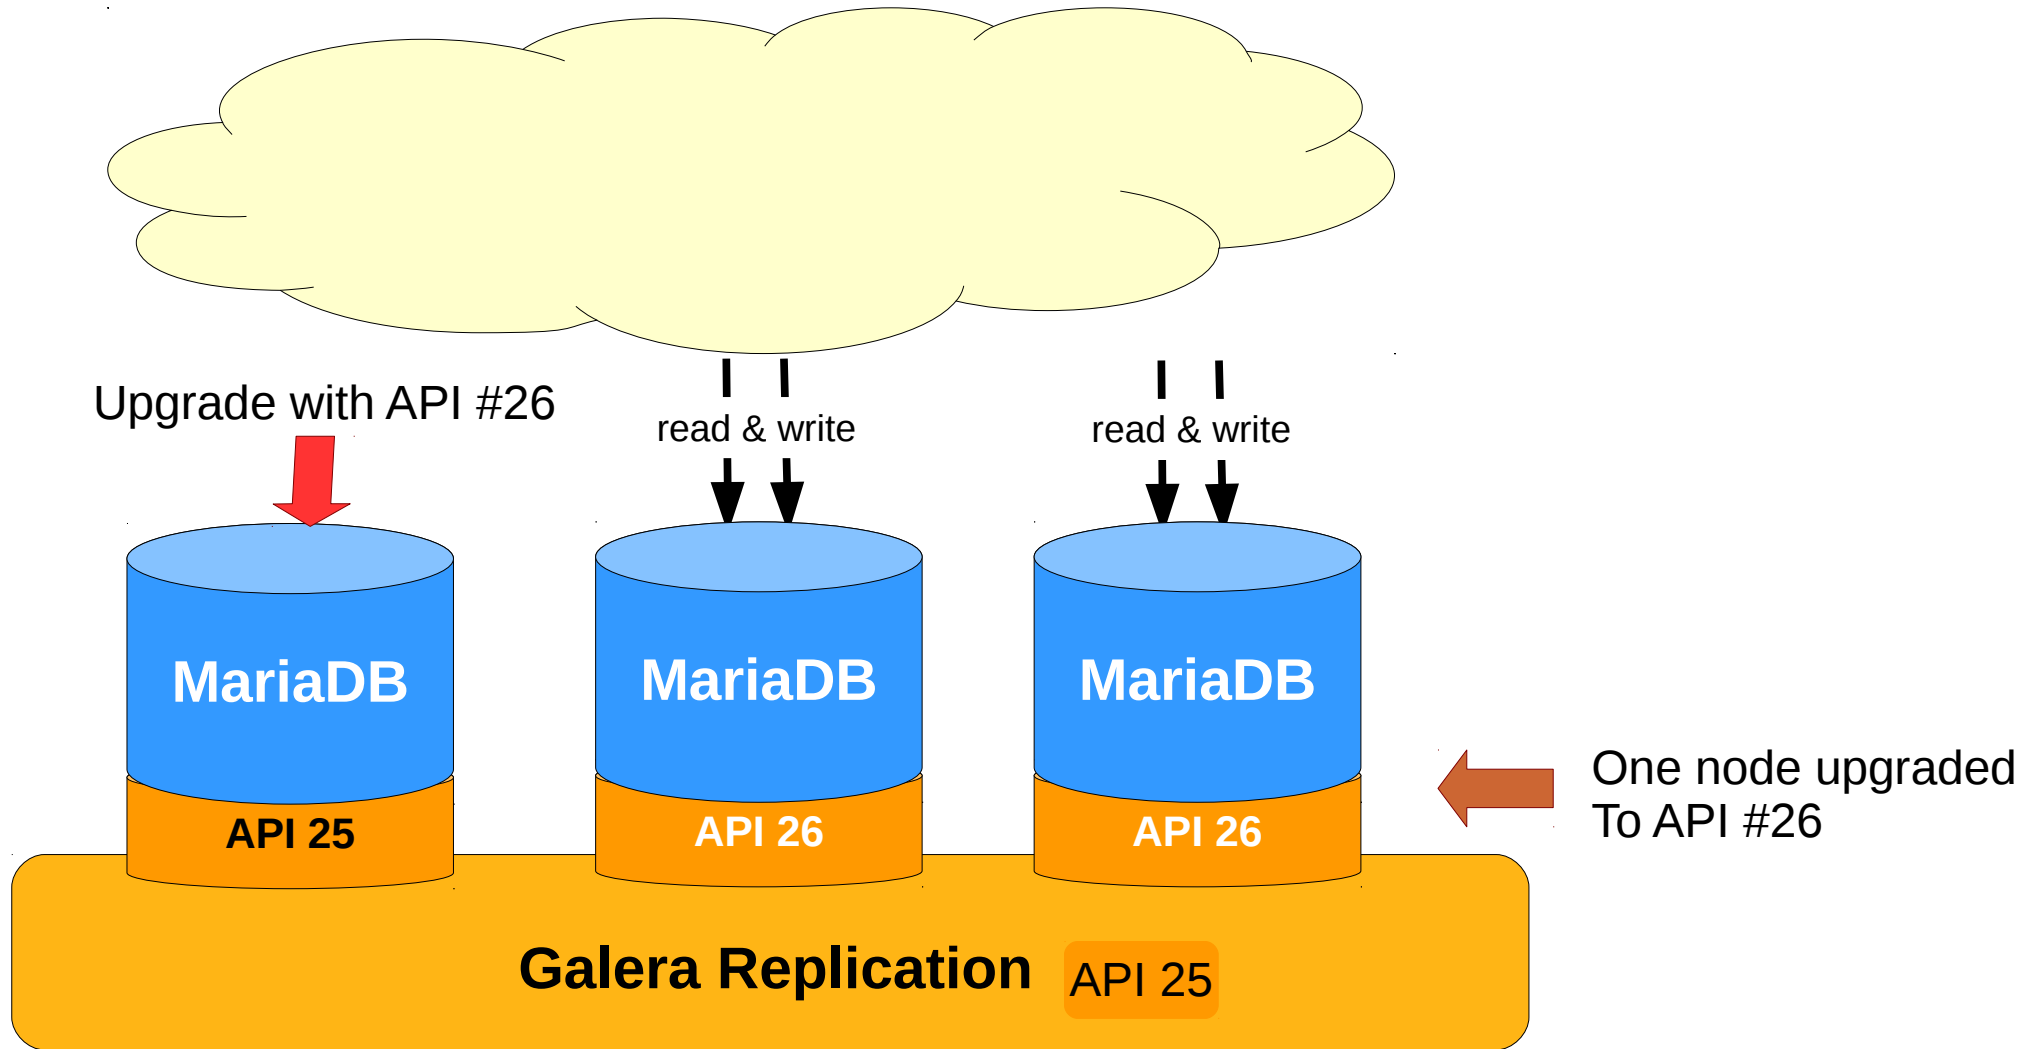 Upgrade with API #26
read & write
read & write
MariaDB
MariaDB
MariaDB
One node upgraded
To API #26
API 25
API 26
API 26
Galera Replication
API 25